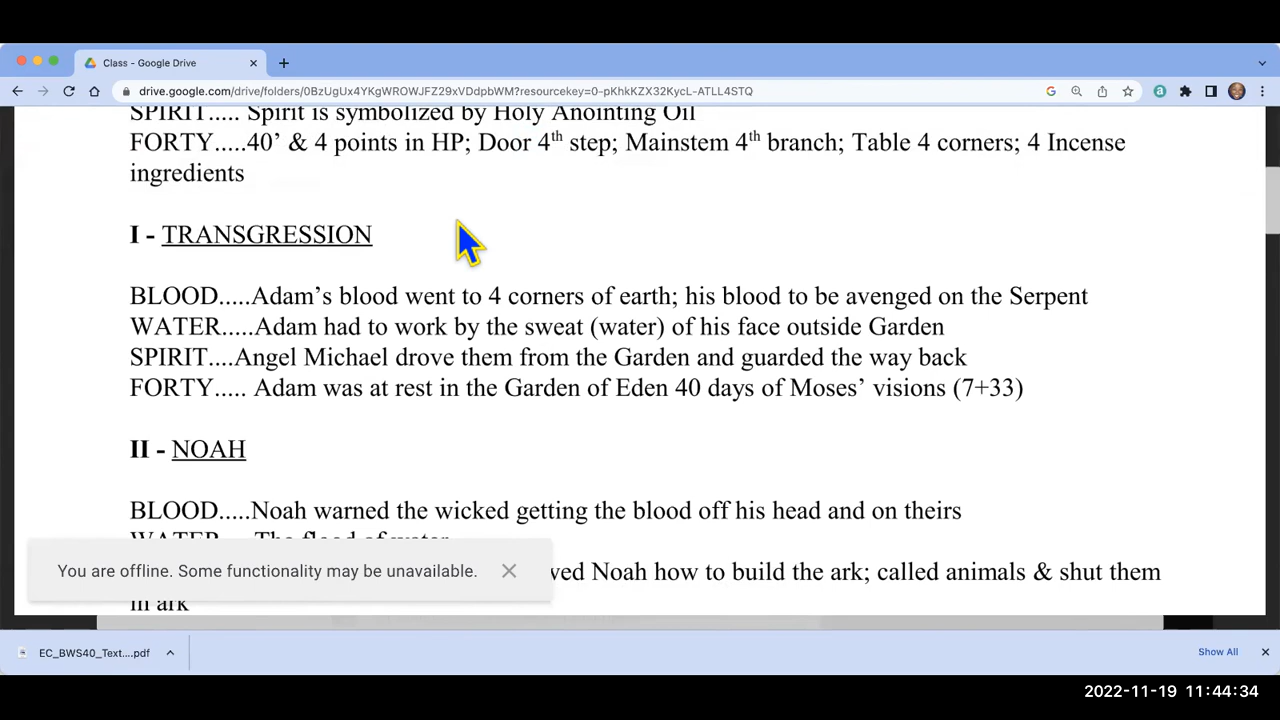 Class - Google Drive
drive.google.com/drive/folders/0BzUgUx4YKgWROWJFZ29xVDdpbWM?resourcekey=0-pKhkKZX32KycL-ATLL4STQ
SPIRIT..... Spirit is symbolized by Holy Anointing Oil
FORTY.....40’ & 4 points in HP; Door 4th step; Mainstem 4th branch; Table 4 corners; 4 Incense
ingredients
I - TRANSGRESSION
BLOOD.....Adam’s blood went to 4 corners of earth; his blood to be avenged on the Serpent
WATER.....Adam had to work by the sweat (water) of his face outside Garden
SPIRIT....Angel Michael drove them from the Garden and guarded the way back
FORTY..... Adam was at rest in the Garden of Eden 40 days of Moses’ visions (7+33)
II - NOAH
BLOOD.....Noah warned the wicked getting the blood off his head and on theirs
WATER The flood of water
You are offline. Some functionality may be unavailable.
Noah how to build the ark; called animals & shut them
in ark
EC_BWS40_Text....pdf
Show All
2022-11-19 11:44:34